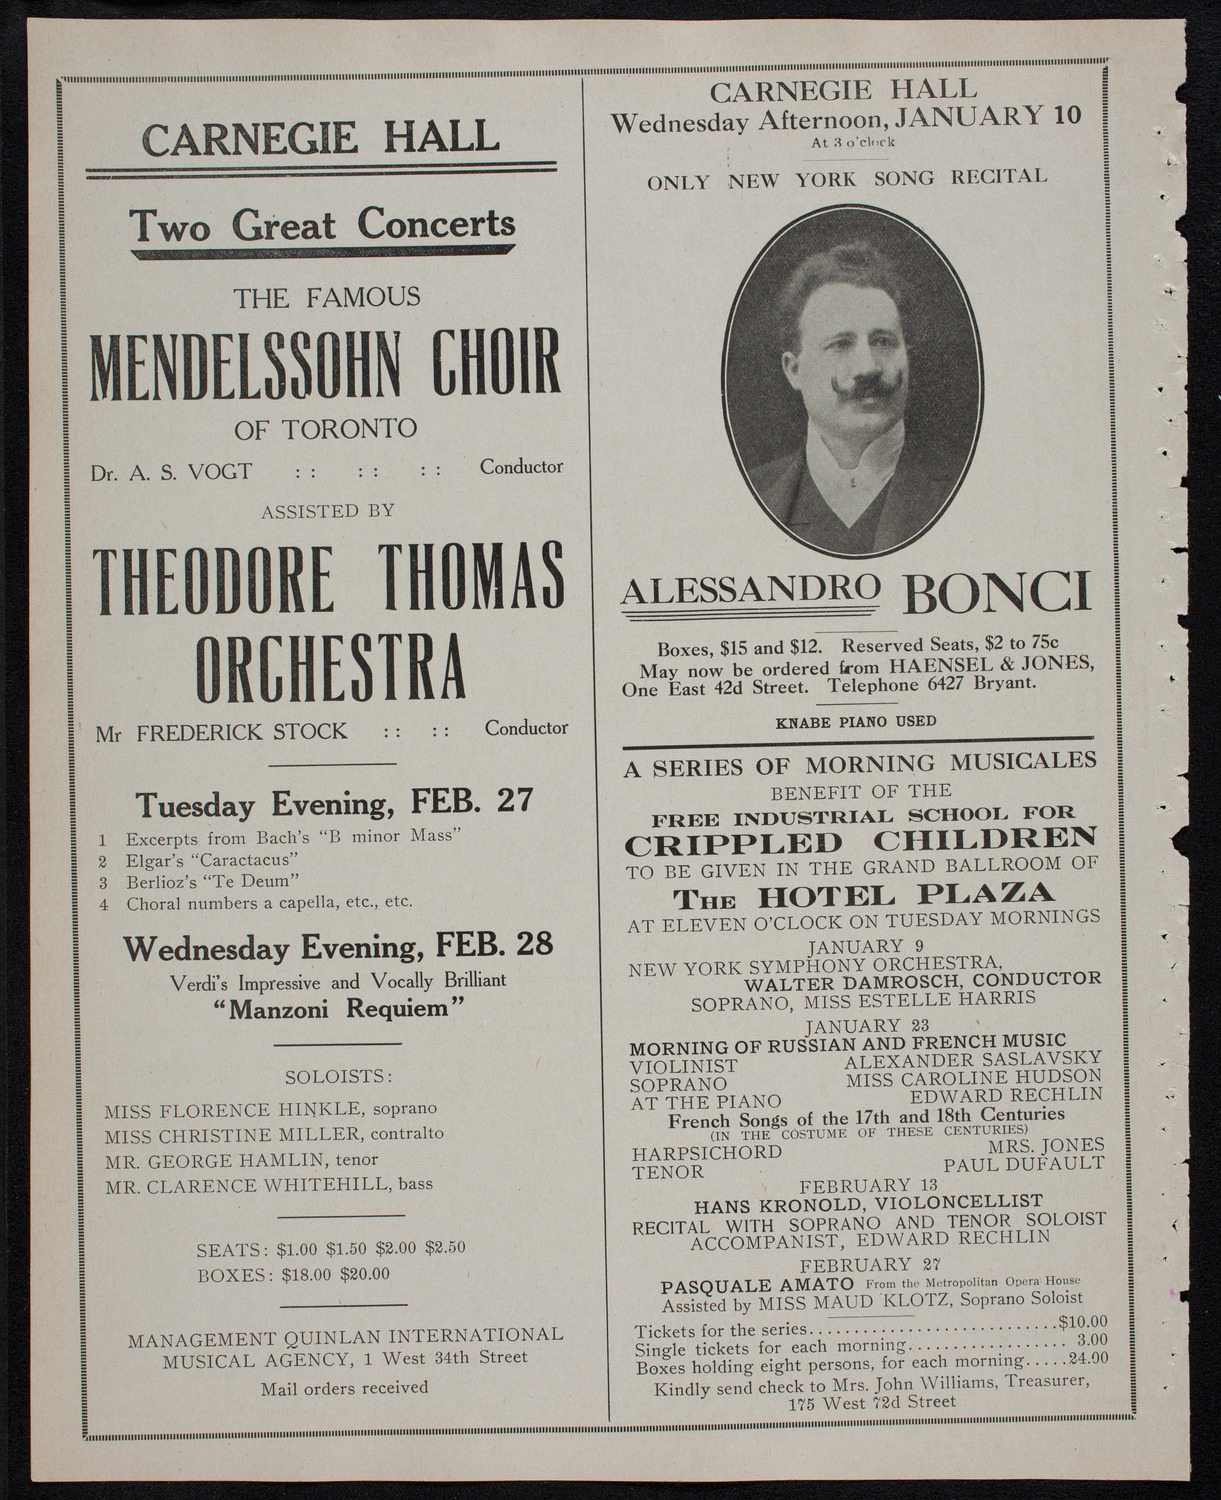 CARNEGIE HALL
Two Great Concerts
THE FAMOUS
MENDELSSOHN CHOIR
OF TORONTO
Dr. A. S. VOGT :: :: :: Conductor
ASSISTED BY
THEODORE THOMAS
ORCHESTRA
Mr FREDERICK STOCK :: :: Conductor
Tuesday Evening, FEB. 27
1 Excerpts from Bach's "B minor Mass"
2 Elgar's "Caractacus"
3 Berlioz's "Te Deum"
4 Choral numbers a capella, etc., etc.
Wednesday Evening, FEB. 28
Verdi's Impressive and Vocally Brilliant
"Manzoni Requiem"
SOLOISTS:
MISS FLORENCE HINKLE, soprano
MISS CHRISTINE MILLER, contralto
MR. GEORGE HAMLIN, tenor
MR. CLARENCE WHITEHILL, bass
SEATS: $1.00 $1.50 $2.00 $2.50
BOXES: $18.00 $20.00
MANAGEMENT QUINLAN INTERNATIONAL
MUSICAL AGENCY, 1 West 34th Street
Mail orders received
CARNEGIE HALL
Wednesday Afternoon, JANUARY 10
At 3 o'clock
ONLY NEW YORK SONG RECITAL
ALESSANDRO BONCI
Boxes, $15 and $12. Reserved Seats, $2 to 75c
May now be ordered from HAENSEL & JONES,
One East 42d Street. Telephone 6427 Bryant.
KNABE PIANO USED
A SERIES OF MORNING MUSICALES
BENEFIT OF THE
FREE INDUSTRIAL SCHOOL FOR
CRIPPLED CHILDREN
TO BE GIVEN IN THE GRAND BALLROOM OF
THE HOTEL PLAZA
AT ELEVEN O'CLOCK ON TUESDAY MORNINGS
JANUARY 9
NEW YORK SYMPHONY ORCHESTRA,
WALTER DAMROSCH, CONDUCTOR
SOPRANO, MISS ESTELLE HARRIS
JANUARY 23
MORNING OF RUSSIAN AND FRENCH MUSIC
VIOLINIST ALEXANDER SASLAVSKY
SOPRANO MISS CAROLINE HUDSON
AT THE PIANO EDWARD RECHLIN
French Songs of the 17th and 18th Centuries
(IN THE COSTUME OF THESE CENTURIES)
HARPSICHORD MRS. JONES
TENOR PAUL DUFAULT
FEBRUARY 13
HANS KRONOLD, VIOLONCELLIST
RECITAL WITH SOPRANO AND TENOR SOLOIST
ACCOMPANIST, EDWARD RECHLIN
FEBRUARY 27
PASQUALE AMATO From the Metropolitan Opera House
Assisted by MISS MAUD KLOTZ, Soprano Soloist
Tickets for the series............................$10.00
Single tickets for each morning.................. 3.00
Boxes holding eight persons, for each morning.....24.00
Kindly send check to Mrs. John Williams, Treasurer,
175 West 72d Street